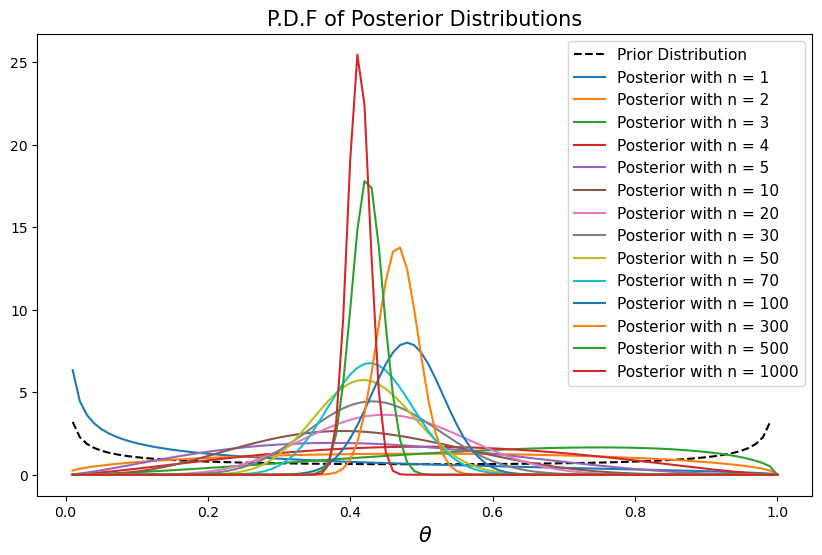 P.D.F of Posterior Distributions
Prior Distribution
Posterior with n = 1
Posterior with n = 2
Posterior with n = 3
Posterior with n = 4
Posterior with n = 5
Posterior with n = 10
Posterior with n = 20
Posterior with n = 30
Posterior with n = 50
Posterior with n = 70
Posterior with n = 100
Posterior with n = 300
Posterior with n = 500
Posterior with n = 1000
25
20
15
10
5
0
0.0 0.2 0.4 0.6 0.8 1.0
θ